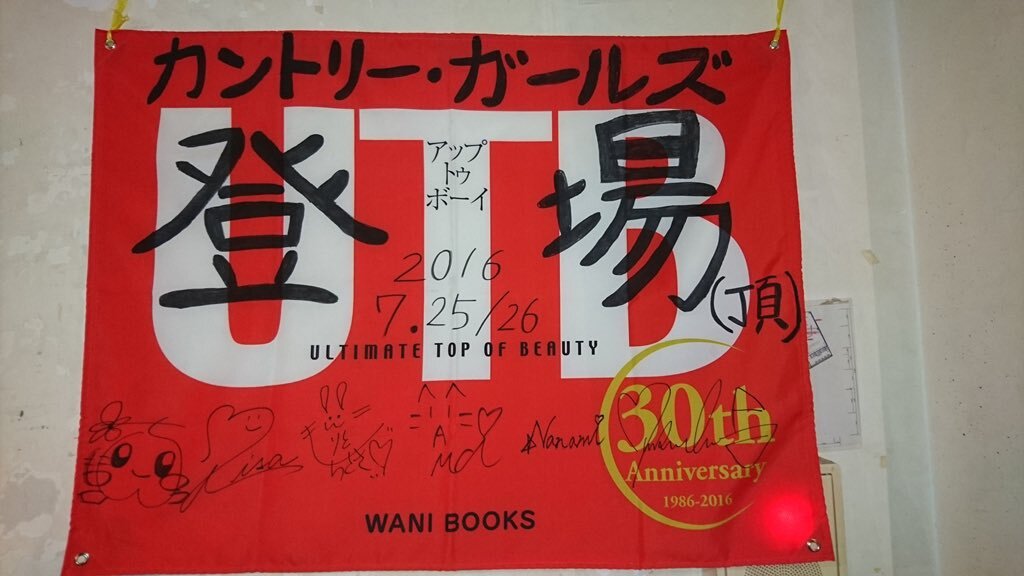 カントリー・ガールズ
UTB
アップ
トゥ
ボーイ
登場
(頂)
2016
7.25/26
ULTIMATE TOP OF BEAUTY
Risa
Nanami
30th
Anniversary
1986-2016
WANI BOOKS